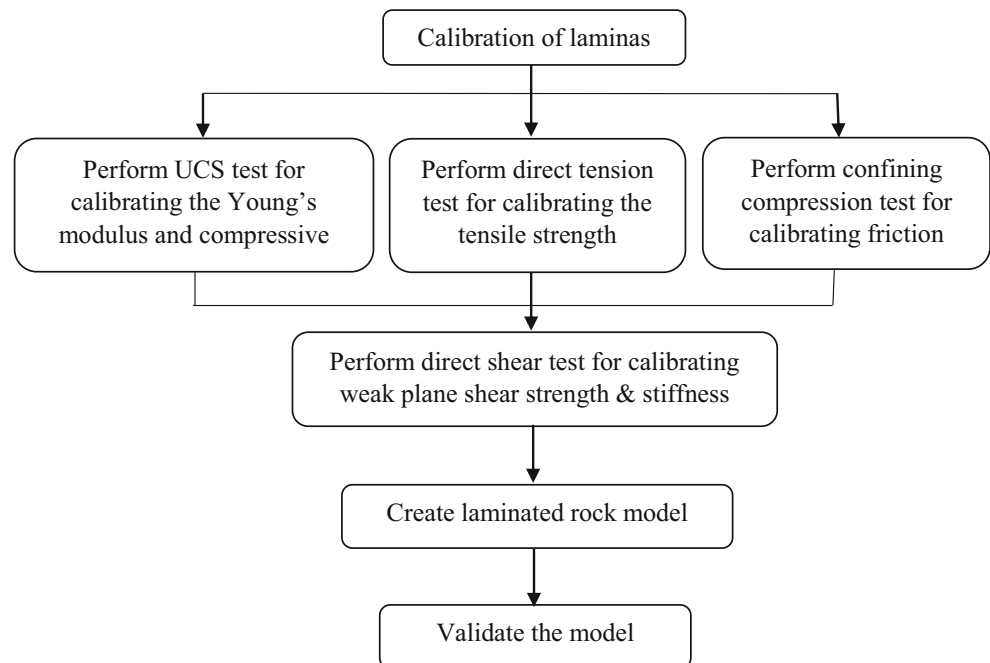 Calibration of laminas
Perform UCS test for
calibrating the Young's
modulus and compressive
Perform direct tension
test for calibrating the
tensile strength
Perform confining
compression test for
calibrating friction
Perform direct shear test for calibrating
weak plane shear strength & stiffness
Create laminated rock model
Validate the model